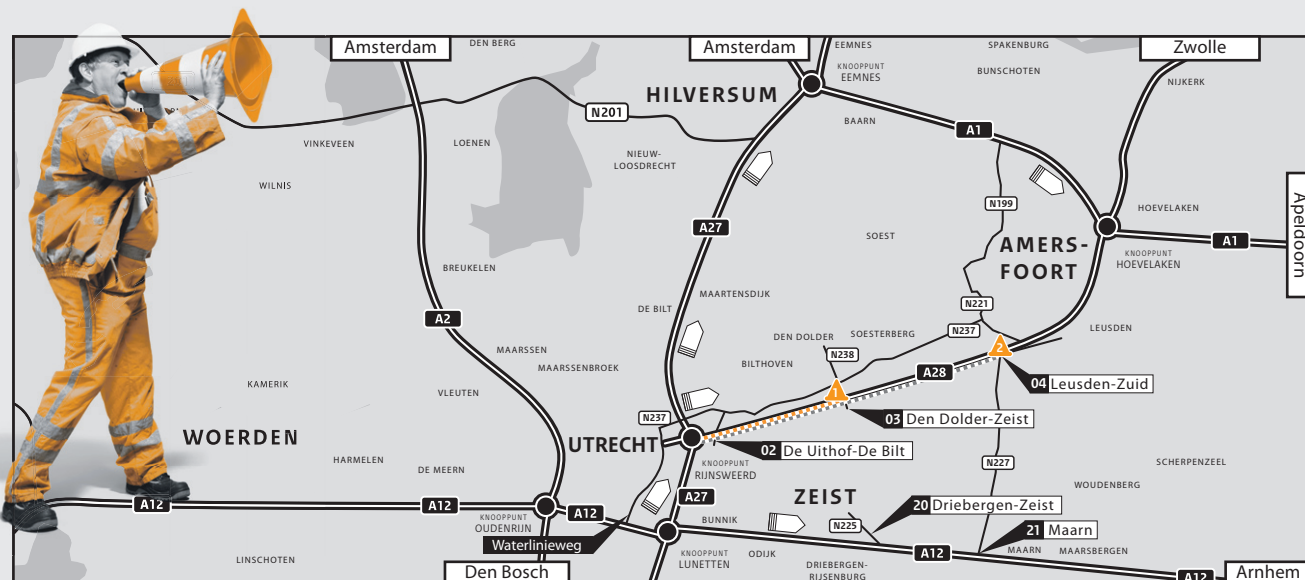 Amsterdam
DEN BERG
Amsterdam
EEMNES
SPAKENBURG
Zwolle
KNOOPPUNT
EEMNES
BUNSCHOTEN
NIJKERK
HILVERSUM
N201
BAARN
A1
VINKEVEEN
LOENEN
NIEUW-
LOOSDRECHT
WILNIS
N199
HOEVELAKEN
Apeldoorn
A27
SOEST
AMERS-
FOORT
A1
KNOOPPUNT
HOEVELAKEN
BREUKELEN
MAARTENSDIJK
DE BILT
N221
A2
DEN DOLDER
SOESTERBERG
N237
LEUSDEN
MAARSSEN
MAARSSENBROEK
BILTHOVEN
N238
2
A28
KAMERIK
VLEUTEN
1
04 Leusden-Zuid
N237
03 Den Dolder-Zeist
WOERDEN
UTRECHT
02 De Uithof-De Bilt
HARMELEN
DE MEERN
KNOOPPUNT
RIJNSWEERD
N227
SCHERPENZEEL
WOUDENBERG
A12
A12
A12
A27
ZEIST
20 Driebergen-Zeist
KNOOPPUNT
OUDENRIJN
BUNNIK
N225
21 Maarn
Waterlinieweg
LINSCHOTEN
KNOOPPUNT
LUNETTEN
ODIJK
A12
MAARN
MAARSBERGEN
DRIEBERGEN-
RIJSENBURG
Den Bosch
A12
Arnhem